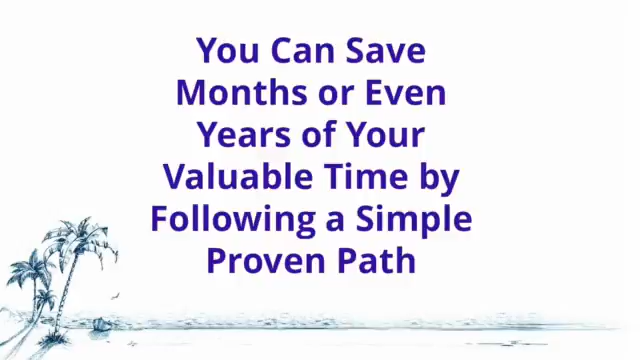 You Can Save
Months or Even
Years of Your
Valuable Time by
Following a Simple
Proven Path